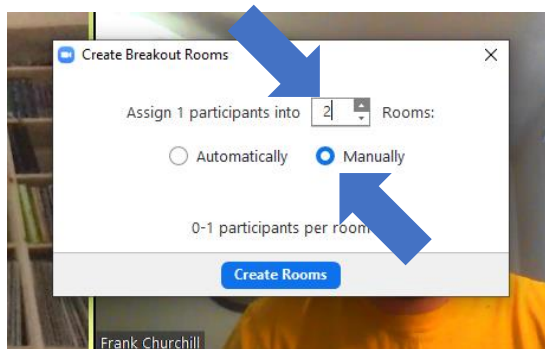 Create Breakout Rooms
Assign 1 participants into 2 Rooms:
Automatically Manually
0-1 participants per room
Create Rooms
Frank Churchill